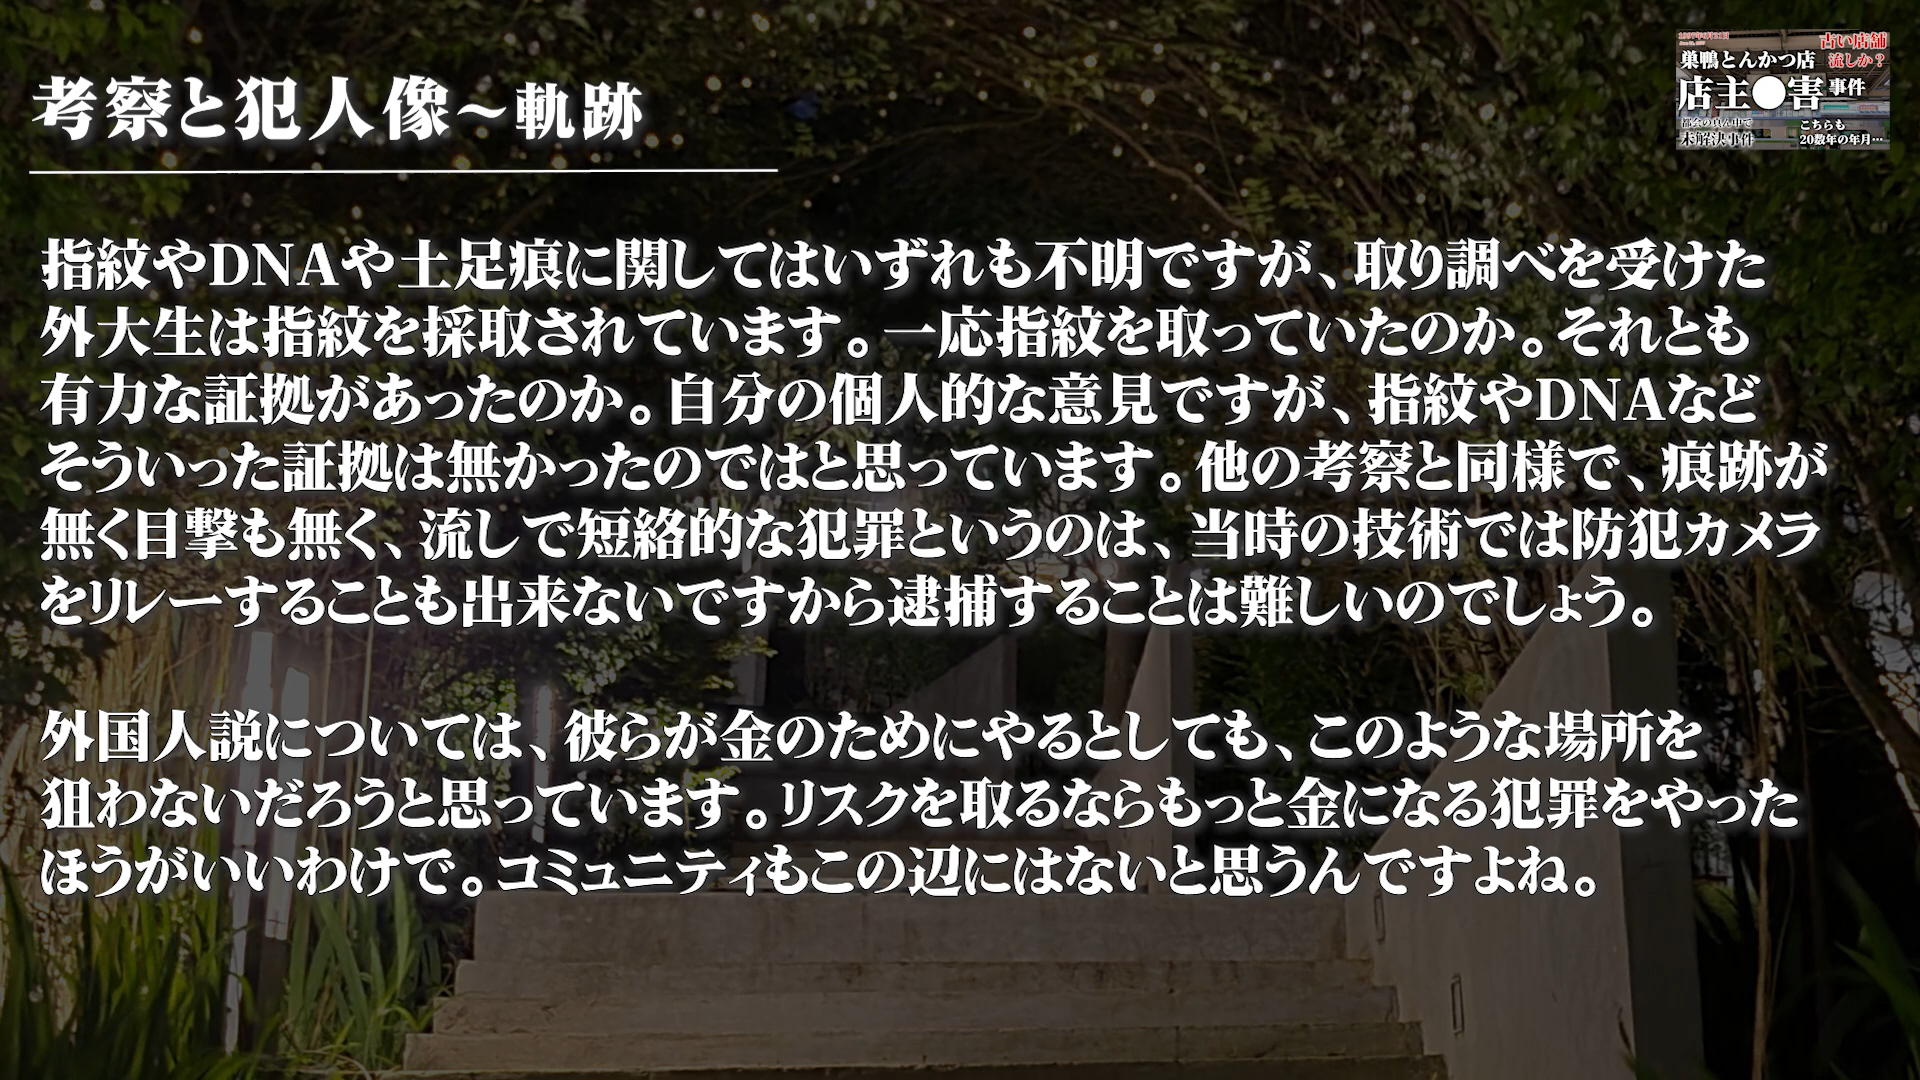 考察と犯人像～軌跡
1997年6月21日
古い店舗
巣鴨とんかつ店
流しか？
店主●害事件
都会の真ん中で
未解決事件
こちらも
20数年の年月…
指紋やDNAや土足痕に関してはいずれも不明ですが、取り調べを受けた
外大生は指紋を採取されています。一応指紋を取っていたのか。それとも
有力な証拠があったのか。自分の個人的な意見ですが、指紋やDNAなど
そういった証拠は無かったのではと思っています。他の考察と同様で、痕跡が
無く目撃も無く、流しで短絡的な犯罪というのは、当時の技術では防犯カメラ
をリレーすることも出来ないですから逮捕することは難しいのでしょう。
外国人説については、彼らが金のためにやるとしても、このような場所を
狙わないだろうと思っています。リスクを取るならもっと金になる犯罪をやった
ほうがいいわけで。コミュニティもこの辺にはないと思うんですよね。